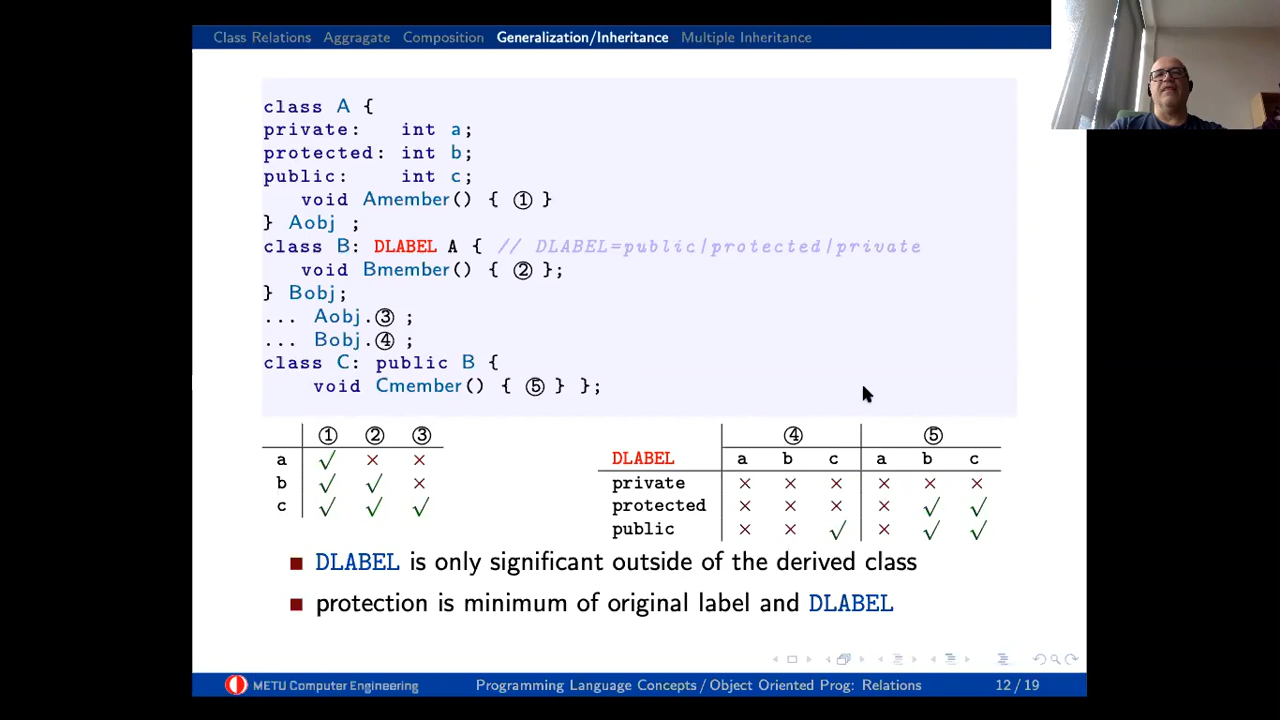 Class Relations Aggragate Composition Generalization/Inheritance Multiple Inheritance
class A {
private: int a;
protected: int b;
public: int c;
void Amember() { ① }
} Aobj ;
class B: DLABEL A { // DLABEL=public/protected/private
void Bmember() { ② };
} Bobj;
... Aobj.③ ;
... Bobj.④ ;
class C: public B {
void Cmember() { ⑤ } };
① ② ③
a ✓ × ×
b ✓ ✓ ×
c ✓ ✓ ✓
④ ⑤
DLABEL a b c a b c
private × × × × × ×
protected × × × × ✓ ✓
public × × ✓ × ✓ ✓
DLABEL is only significant outside of the derived class
protection is minimum of original label and DLABEL
METU Computer Engineering Programming Language Concepts/Object Oriented Prog: Relations 12/19